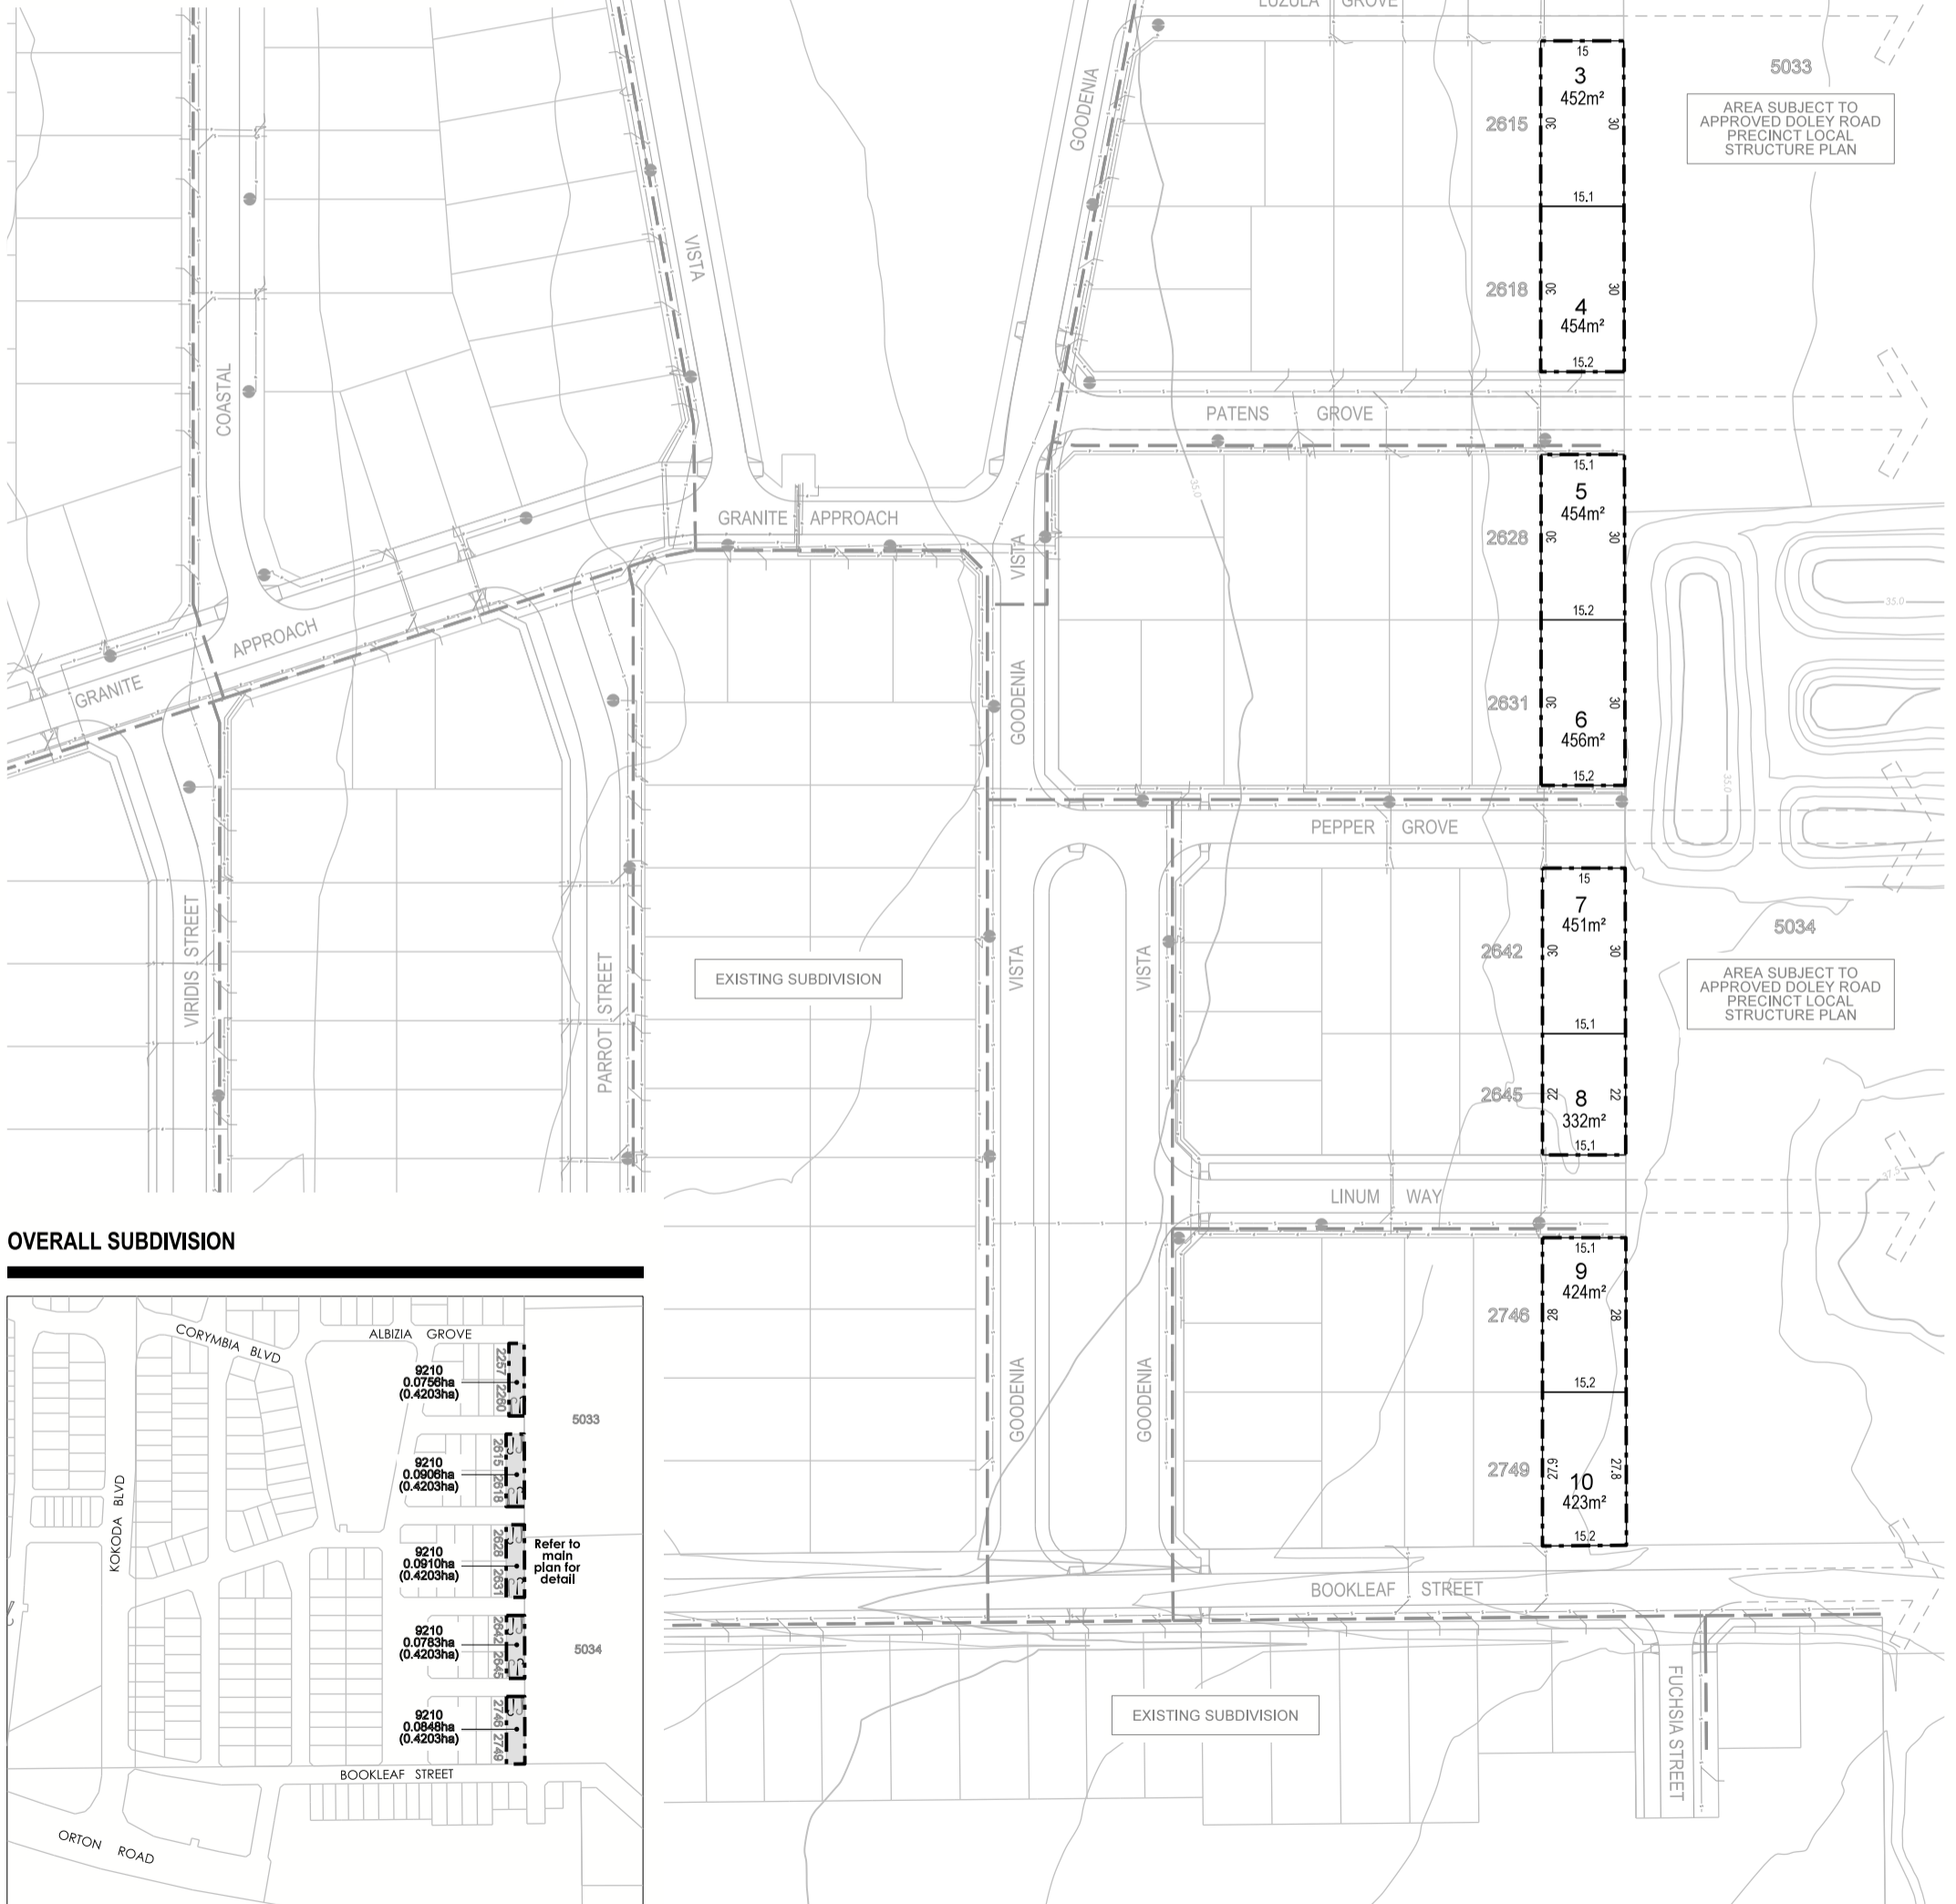 LUZULA GROVE
15
3
452m²
30
30
15.1
2615
5033
AREA SUBJECT TO
APPROVED DOLEY ROAD
PRECINCT LOCAL
STRUCTURE PLAN
GOODENIA
VISTA
COASTAL
2618
30
30
4
454m²
15.2
PATENS GROVE
15.1
5
454m²
2628
30
30
15.2
35.0
GRANITE APPROACH
VISTA
35.0
APPROACH
GRANITE
GOODENIA
2631
30
30
6
456m²
15.2
35.0
PEPPER GROVE
15
7
451m²
2642
30
30
15.1
5034
AREA SUBJECT TO
APPROVED DOLEY ROAD
PRECINCT LOCAL
STRUCTURE PLAN
VIRIDIS STREET
PARROT STREET
EXISTING SUBDIVISION
VISTA
VISTA
2645
22
22
8
332m²
15.1
37.5
LINUM WAY
15.1
9
424m²
2746
28
28
15.2
GOODENIA
GOODENIA
2749
27.9
27.8
10
423m²
15.2
BOOKLEAF STREET
EXISTING SUBDIVISION
FUCHSIA STREET
OVERALL SUBDIVISION
CORYMBIA BLVD
ALBIZIA GROVE
9210
0.0756ha
(0.4203ha)
2257
2260
5033
KOKODA BLVD
9210
0.0906ha
(0.4203ha)
2615
2618
9210
0.0910ha
(0.4203ha)
2628
2631
Refer to
main
plan for
detail
9210
0.0783ha
(0.4203ha)
2642
2645
5034
9210
0.0848ha
(0.4203ha)
2746
2749
BOOKLEAF STREET
ORTON ROAD